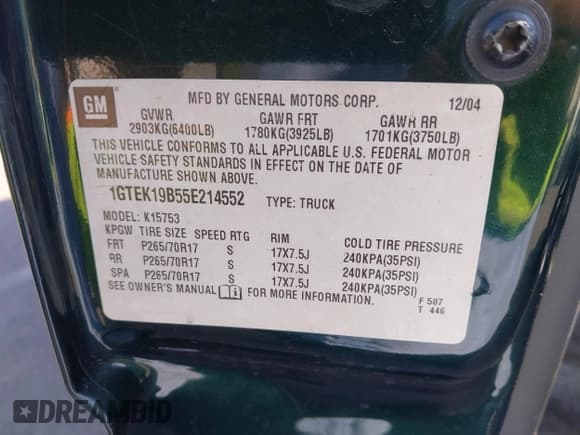 GM
MFD BY GENERAL MOTORS CORP. 12/04
GVWR GAWR FRT GAWR RR
2903KG(6400LB) 1780KG(3925LB) 1701KG(3750LB)
THIS VEHICLE CONFORMS TO ALL APPLICABLE U.S. FEDERAL MOTOR
VEHICLE SAFETY STANDARDS IN EFFECT ON THE DATE OF
MANUFACTURE SHOWN ABOVE.
1GTEK19B55E214552 TYPE: TRUCK
MODEL: K15753
KPGW TIRE SIZE SPEED RTG RIM COLD TIRE PRESSURE
FRT P265/70R17 S 17X7.5J 240KPA(35PSI)
RR P265/70R17 S 17X7.5J 240KPA(35PSI)
SPA P265/70R17 S 17X7.5J 240KPA(35PSI)
SEE OWNER'S MANUAL FOR MORE INFORMATION.
F 507
T 446
DREAMBID